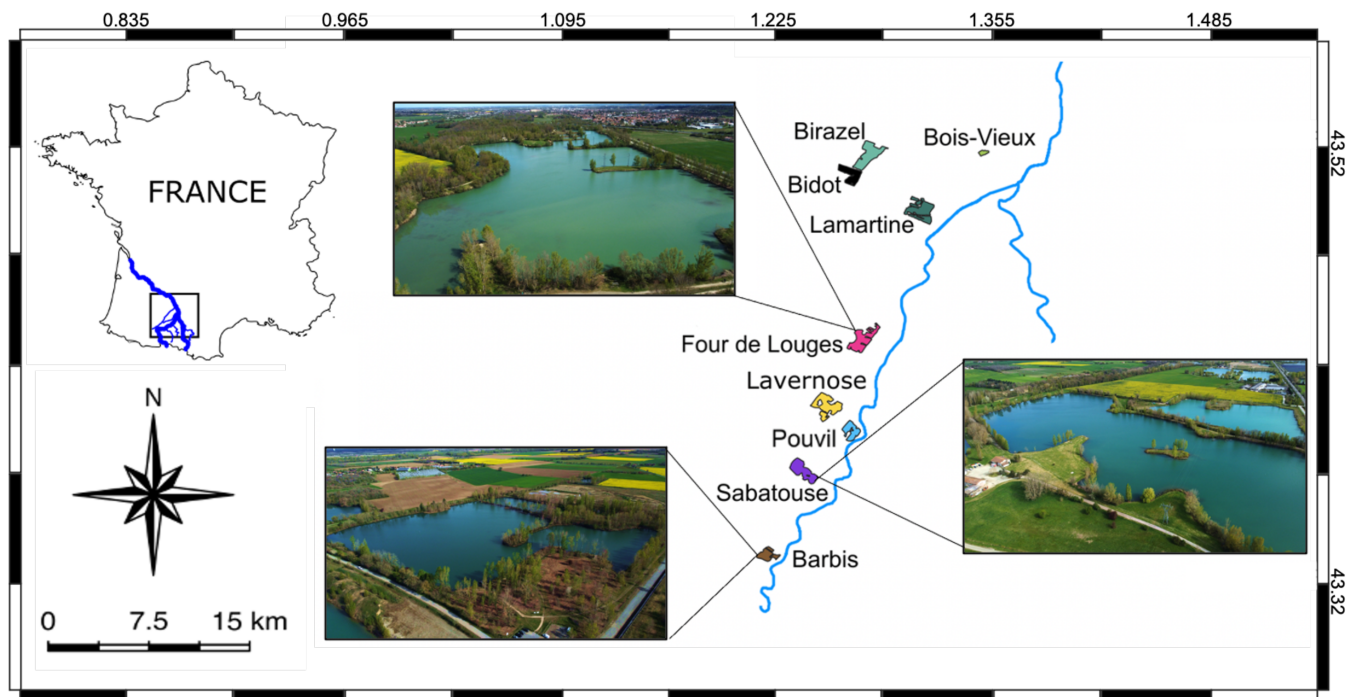 0.835 0.965 1.095 1.225 1.355 1.485
FRANCE
Birazel
Bois-Vieux
43.52
Bidot
Lamartine
Four de Louges
Lavernose
N
Pouvil
Sabatouse
Barbis
43.32
0 7.5 15 km